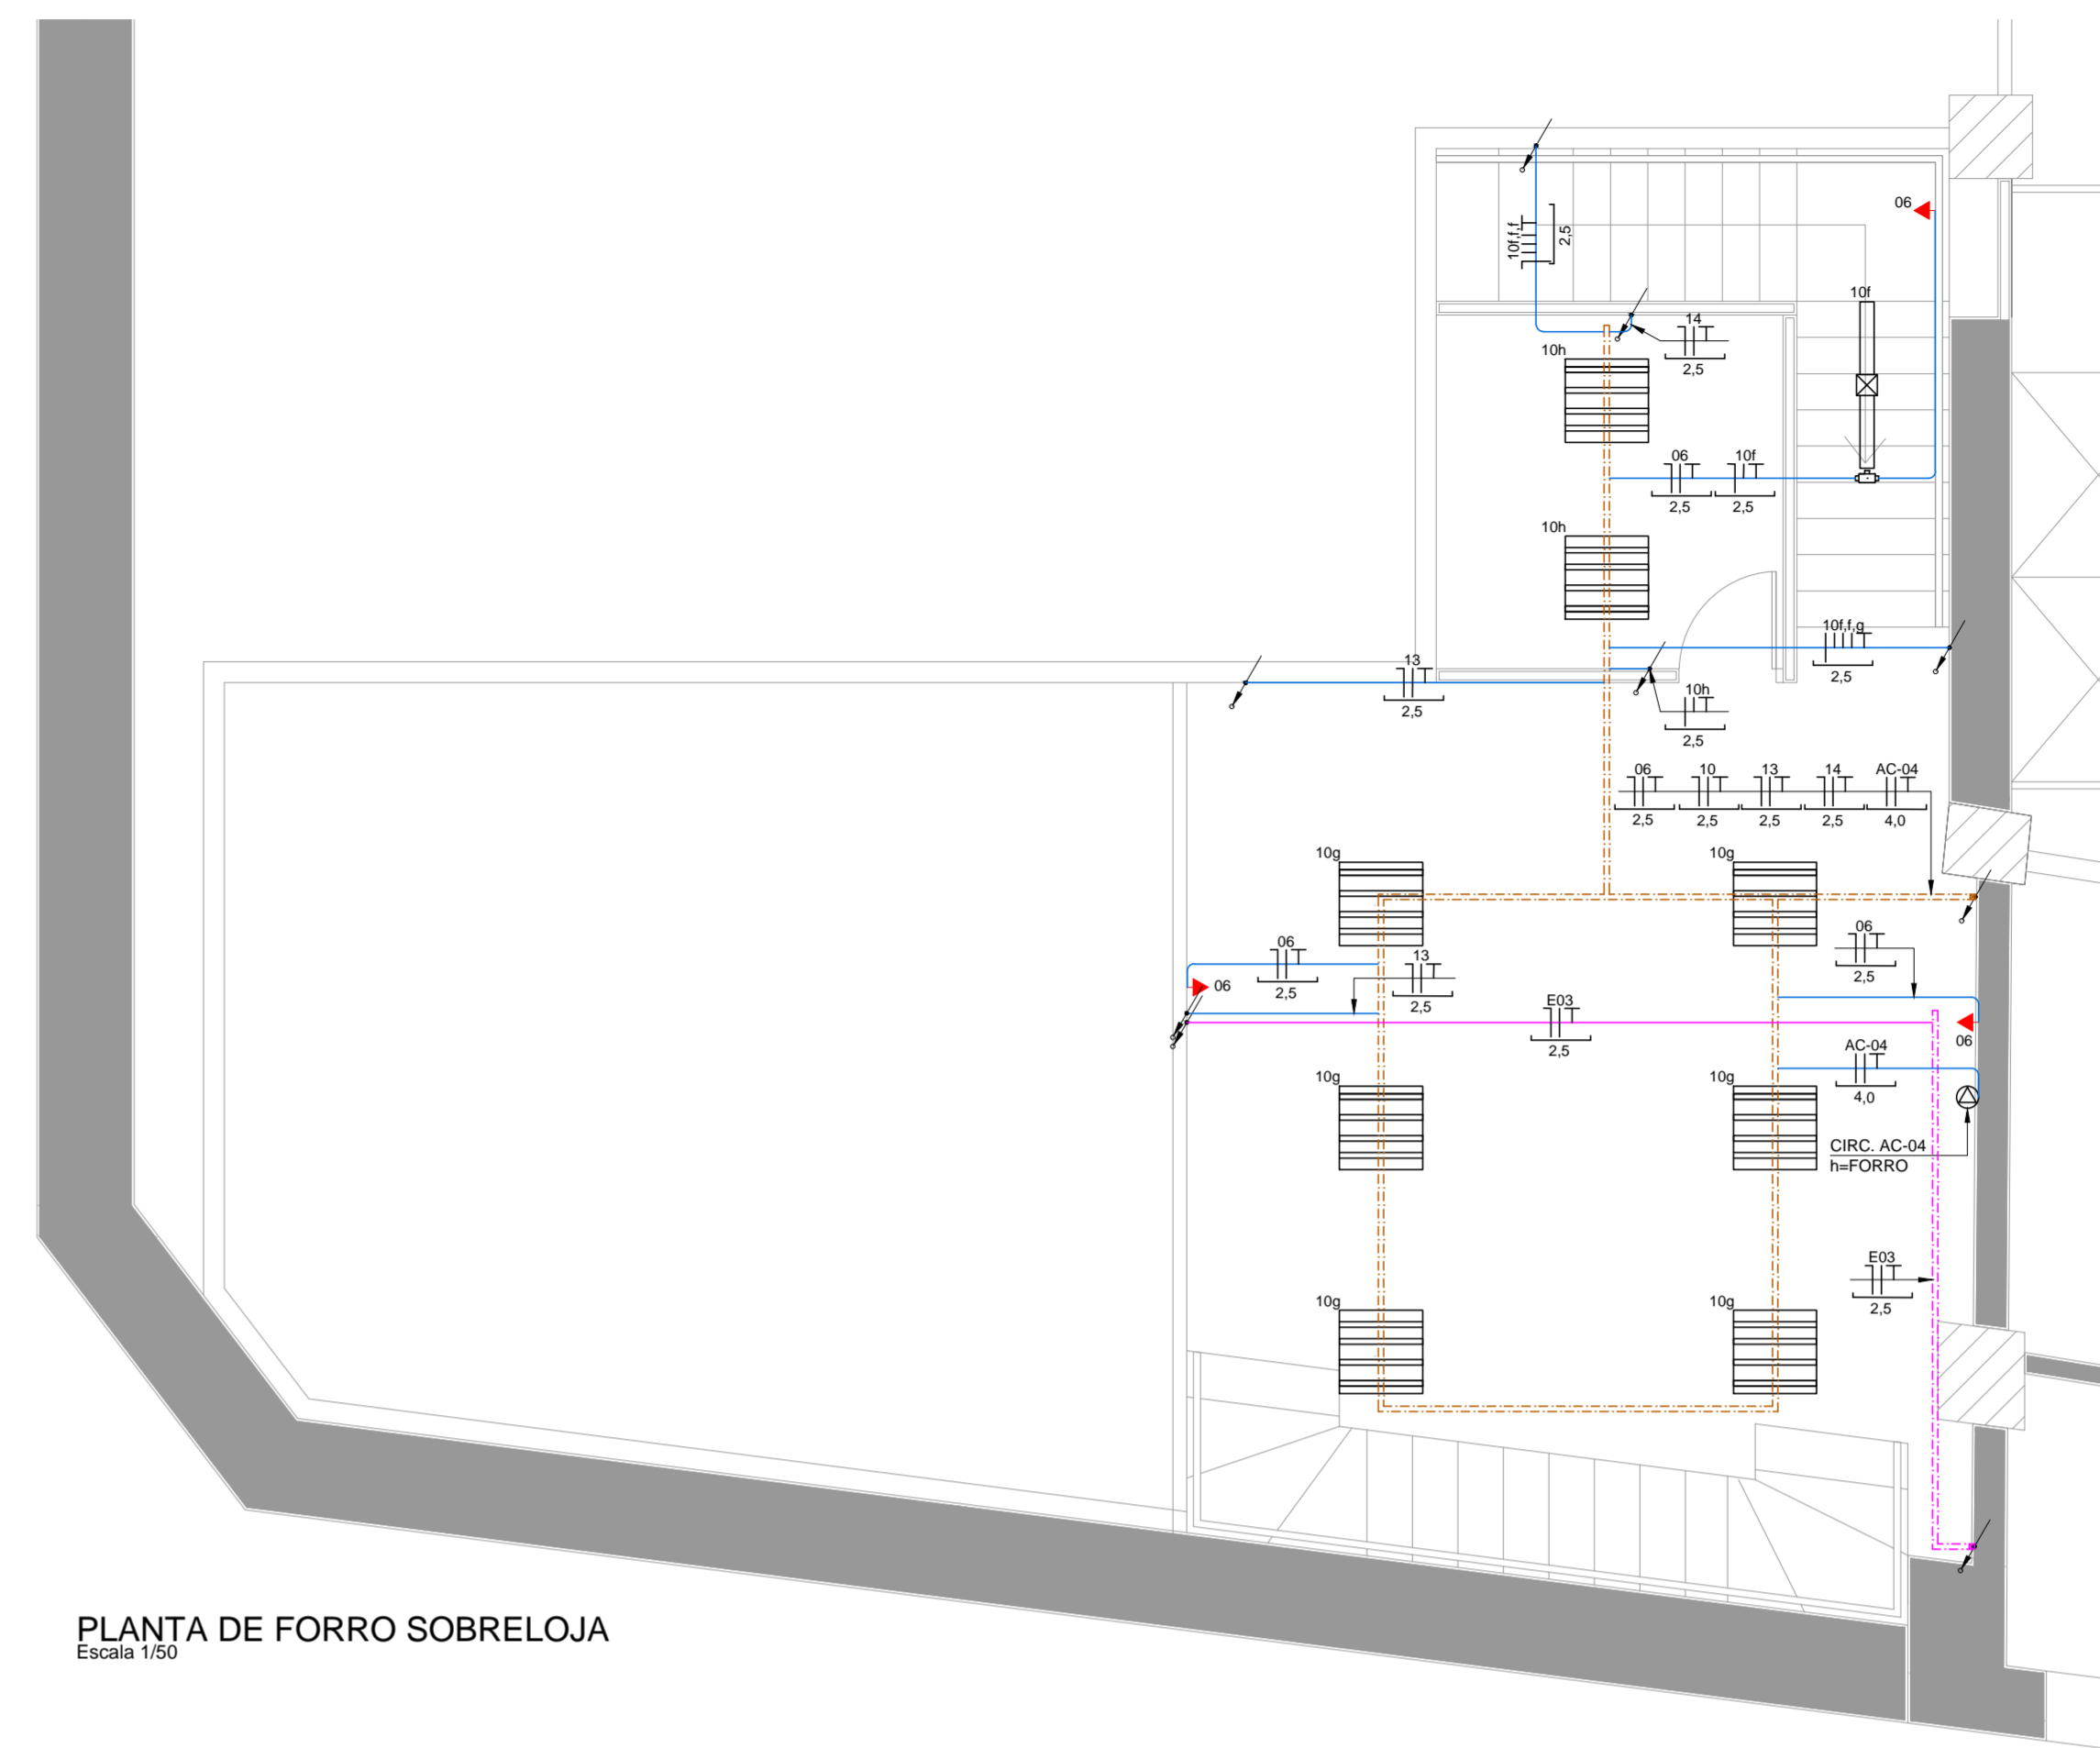 06
10f,f,f
2,5
10f
14
2,5
10h
06
10f
2,5
2,5
10h
10f,f,g
2,5
13
2,5
10h
2,5
06
10
13
14
AC-04
2,5
2,5
2,5
2,5
4,0
10g
10g
06
2,5
06
2,5
13
2,5
06
E03
2,5
06
AC-04
4,0
10g
10g
CIRC. AC-04
h=FORRO
E03
2,5
10g
10g
PLANTA DE FORRO SOBRELOJA
Escala 1/50